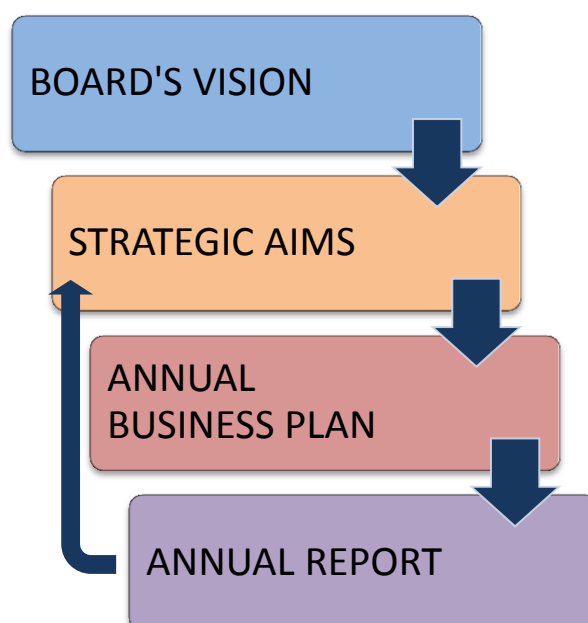 BOARD'S VISION
STRATEGIC AIMS
ANNUAL
BUSINESS PLAN
ANNUAL REPORT